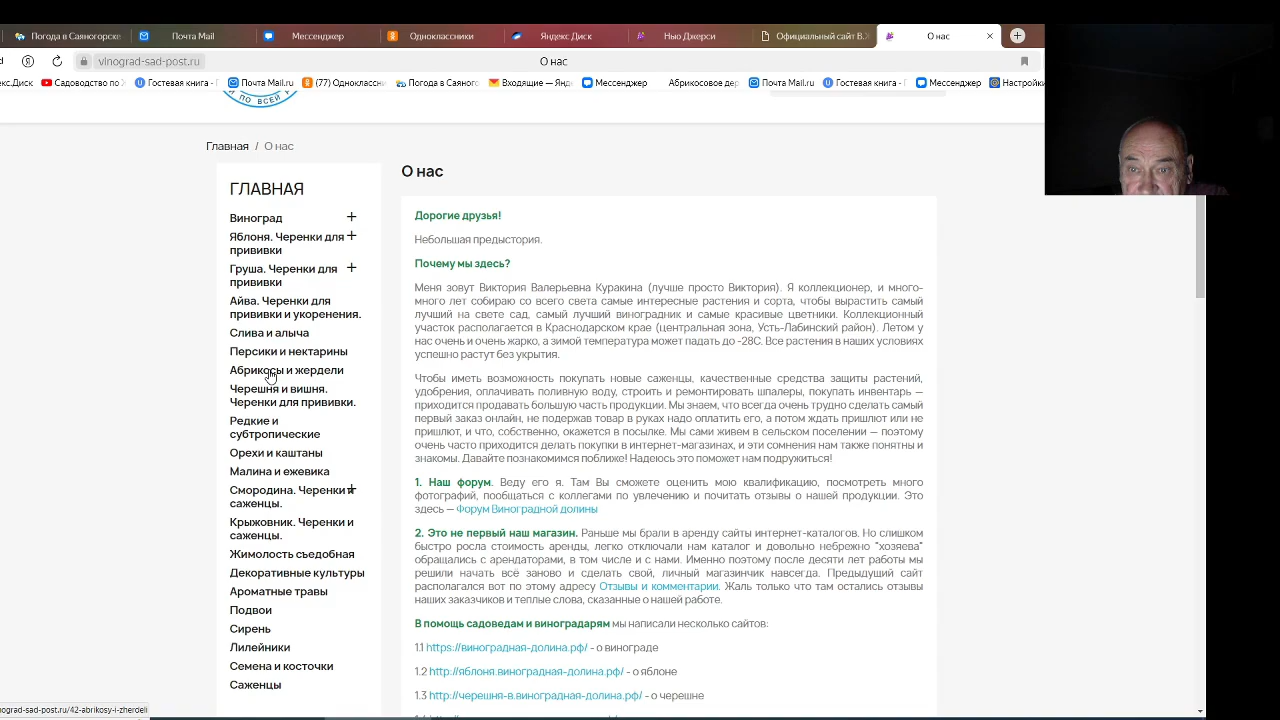 Погода в Саяногорске
Почта Mail
Мессенджер
Одноклассники
Яндекс Диск
Нью Джерси
Официальный сайт В.
О нас
vinograd-sad-post.ru
О нас
кс.Диск
Садоводство по
Гостевая книга -
Почта Mail.ru
(77) Одноклассн
Погода в Саяног
Входящие — Янд
Мессенджер
Абрикосовое дер
Почта Mail.ru
Гостевая книга -
Мессенджер
Настройки
ПО ВСЕЙ
Главная / О нас
ГЛАВНАЯ
Виноград +
Яблоня. Черенки для +
прививки
Груша. Черенки для +
прививки
Айва. Черенки для
прививки и укоренения.
Слива и алыча
Персики и нектарины
Абрикосы и жердели
Черешня и вишня.
Черенки для прививки.
Редкие и
субтропические
Орехи и каштаны
Малина и ежевика
Смородина. Черенки и +
саженцы.
Крыжовник. Черенки и
саженцы.
Жимолость съедобная
Декоративные культуры
Ароматные травы
Подвои
Сирень
Лилейники
Семена и косточки
Саженцы
О нас
Дорогие друзья!
Небольшая предыстория.
Почему мы здесь?
Меня зовут Виктория Валерьевна Куракина (лучше просто Виктория). Я коллекционер, и много-
много лет собираю со всего света самые интересные растения и сорта, чтобы вырастить самый
лучший на свете сад, самый лучший виноградник и самые красивые цветники. Коллекционный
участок располагается в Краснодарском крае (центральная зона, Усть-Лабинский район). Летом у
нас очень и очень жарко, а зимой температура может падать до -28С. Все растения в наших условиях
успешно растут без укрытия.
Чтобы иметь возможность покупать новые саженцы, качественные средства защиты растений,
удобрения, оплачивать поливную воду, строить и ремонтировать шпалеры, покупать инвентарь —
приходится продавать большую часть продукции. Мы знаем, что всегда очень трудно сделать самый
первый заказ онлайн, не подержав товар в руках надо оплатить его, а потом ждать пришлют или не
пришлют, и что, собственно, окажется в посылке. Мы сами живем в сельском поселении — поэтому
очень часто приходится делать покупки в интернет-магазинах, и эти сомнения нам также понятны и
знакомы. Давайте познакомимся поближе! Надеюсь это поможет нам подружиться!
1. Наш форум. Веду его я. Там Вы сможете оценить мою квалификацию, посмотреть много
фотографий, пообщаться с коллегами по увлечению и почитать отзывы о нашей продукции. Это
здесь — Форум Виноградной долины
2. Это не первый наш магазин. Раньше мы брали в аренду сайты интернет-каталогов. Но слишком
быстро росла стоимость аренды, легко отключали нам каталог и довольно небрежно "хозяева"
обращались с арендаторами, в том числе и с нами. Именно поэтому после десяти лет работы мы
решили начать всё заново и сделать свой, личный магазинчик навсегда. Предыдущий сайт
располагался вот по этому адресу Отзывы и комментарии. Жаль только что там остались отзывы
наших заказчиков и теплые слова, сказанные о нашей работе.
В помощь садоведам и виноградарям мы написали несколько сайтов:
1.1 https://виноградная-долина.рф/ - о винограде
1.2 http://яблоня.виноградная-долина.рф/ - о яблоне
1.3 http://черешня-в.виноградная-долина.рф/ - о черешне
inograd-sad-post.ru/42-abrikosy-i-zherdeli